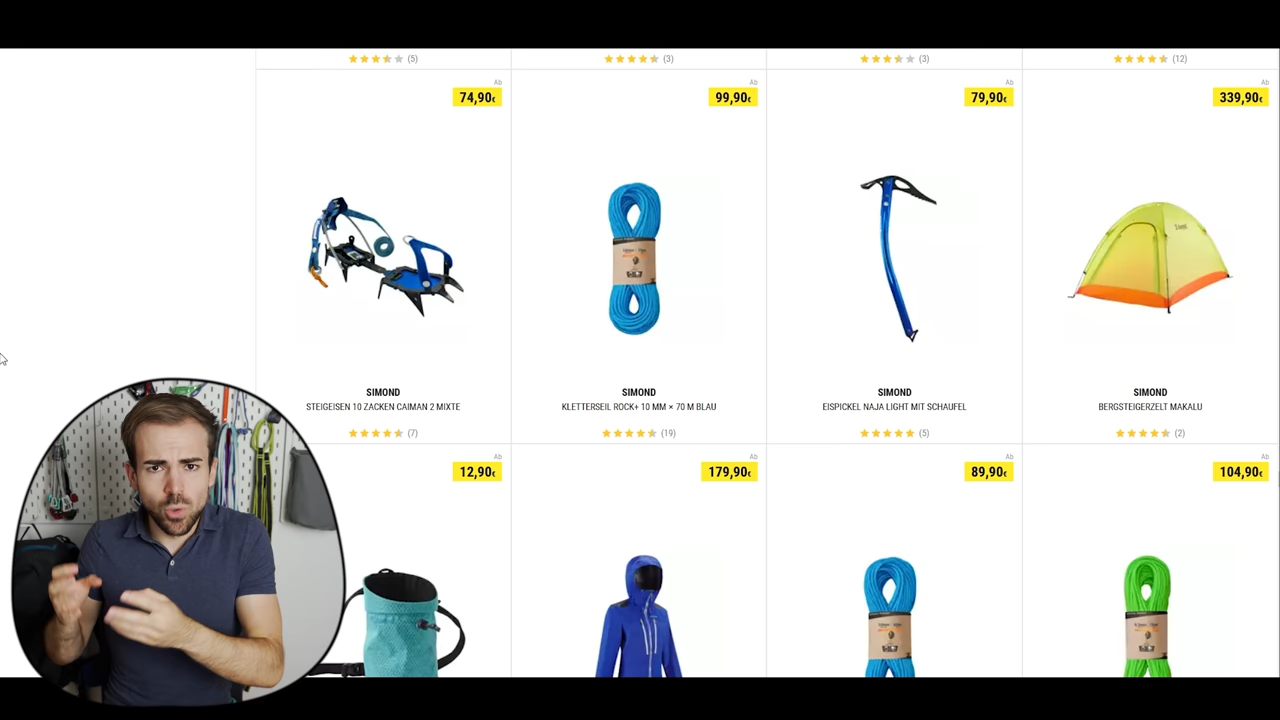 (5)
(3)
(3)
(12)
Ab
74,90€
Ab
99,90€
Ab
79,90€
Ab
339,90€
SIMOND
STEIGEISEN 10 ZACKEN CAIMAN 2 MIXTE
(7)
SIMOND
KLETTERSEIL ROCK+ 10 MM × 70 M BLAU
(19)
SIMOND
EISPICKEL NAJA LIGHT MIT SCHAUFEL
(5)
SIMOND
BERGSTEIGERZELT MAKALU
(2)
Ab
12,90€
Ab
179,90€
Ab
89,90€
Ab
104,90€